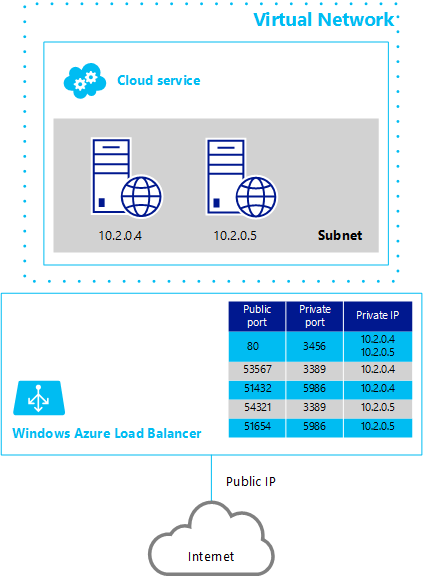 Virtual Network
Cloud service
10.2.0.4
10.2.0.5
Subnet
Public port Private port Private IP
80 3456 10.2.0.4 10.2.0.5
53567 3389 10.2.0.4
51432 5986 10.2.0.4
54321 3389 10.2.0.5
51654 5986 10.2.0.5
Windows Azure Load Balancer
Public IP
Internet